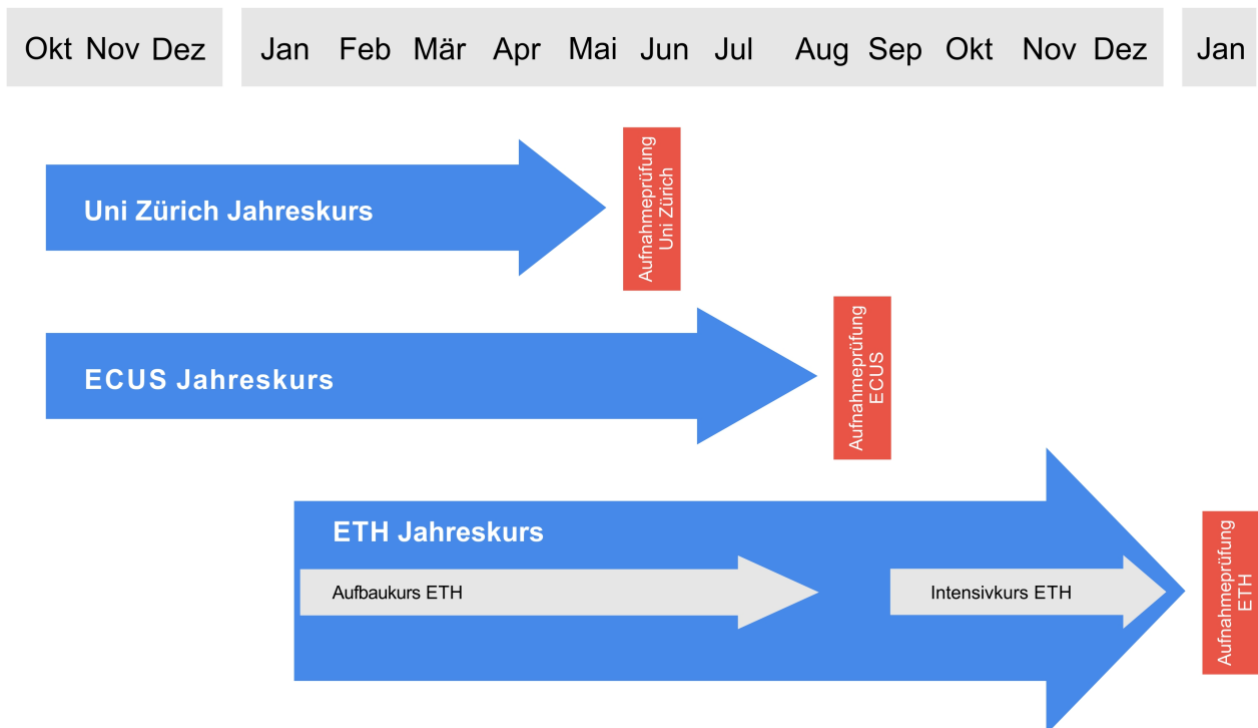 Okt Nov Dez Jan Feb Mär Apr Mai Jun Jul Aug Sep Okt Nov Dez Jan
Uni Zürich Jahreskurs
Aufnahmeprüfung
Uni Zürich
ECUS Jahreskurs
Aufnahmeprüfung
ECUS
ETH Jahreskurs
Aufbaukurs ETH
Intensivkurs ETH
Aufnahmeprüfung
ETH